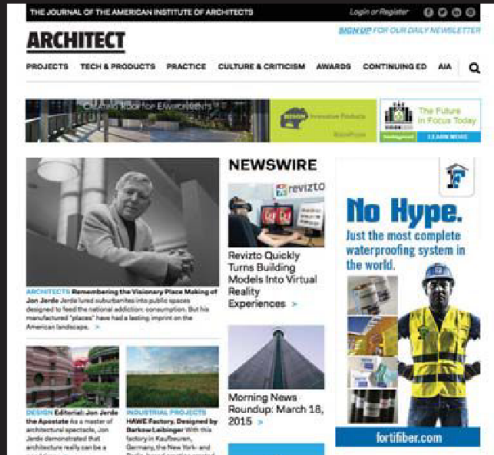 THE JOURNAL OF THE AMERICAN INSTITUTE OF ARCHITECTS
Login or Register
SIGN UP FOR OUR DAILY NEWSLETTER
ARCHITECT
PROJECTS TECH & PRODUCTS PRACTICE CULTURE & CRITICISM AWARDS CONTINUING ED AIA
CREATING ROOFTOP ENVIRONMENTS
Innovative Products
The Future
In Focus Today
LEARN MORE
ARCHITECTS Remembering the Visionary Place Making of
Jon Jerde Jerde lured suburbanites into public spaces
designed to feed the national addiction: consumption. But his
manufactured "places" have had a lasting imprint on the
American landscape. >
DESIGN Editorial: Jon Jerde
the Apostate As a master of
architectural spectacle, Jon
Jerde demonstrated that
architecture really can be a
INDUSTRIAL PROJECTS
HAWE Factory, Designed by
Barkow Leibinger With this
factory in Kaufbeuren,
Germany, the New York- and
NEWSWIRE
revizto
Revizto Quickly
Turns Building
Models Into Virtual
Reality
Experiences >
Morning News
Roundup: March 18,
2015 >
No Hype.
Just the most complete
waterproofing system in
the world.
fortifiber.com